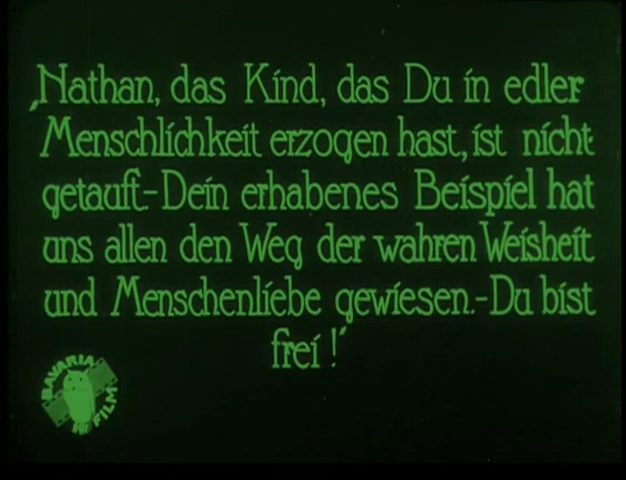 „Nathan, das Kind, das Du in edler
Menschlichkeit erzogen hast, ist nicht
getauft.-Dein erhabenes Beispiel hat
uns allen den Weg der wahren Weisheit
und Menschenliebe gewiesen.-Du bist
frei!“
BAVARIA
FILM